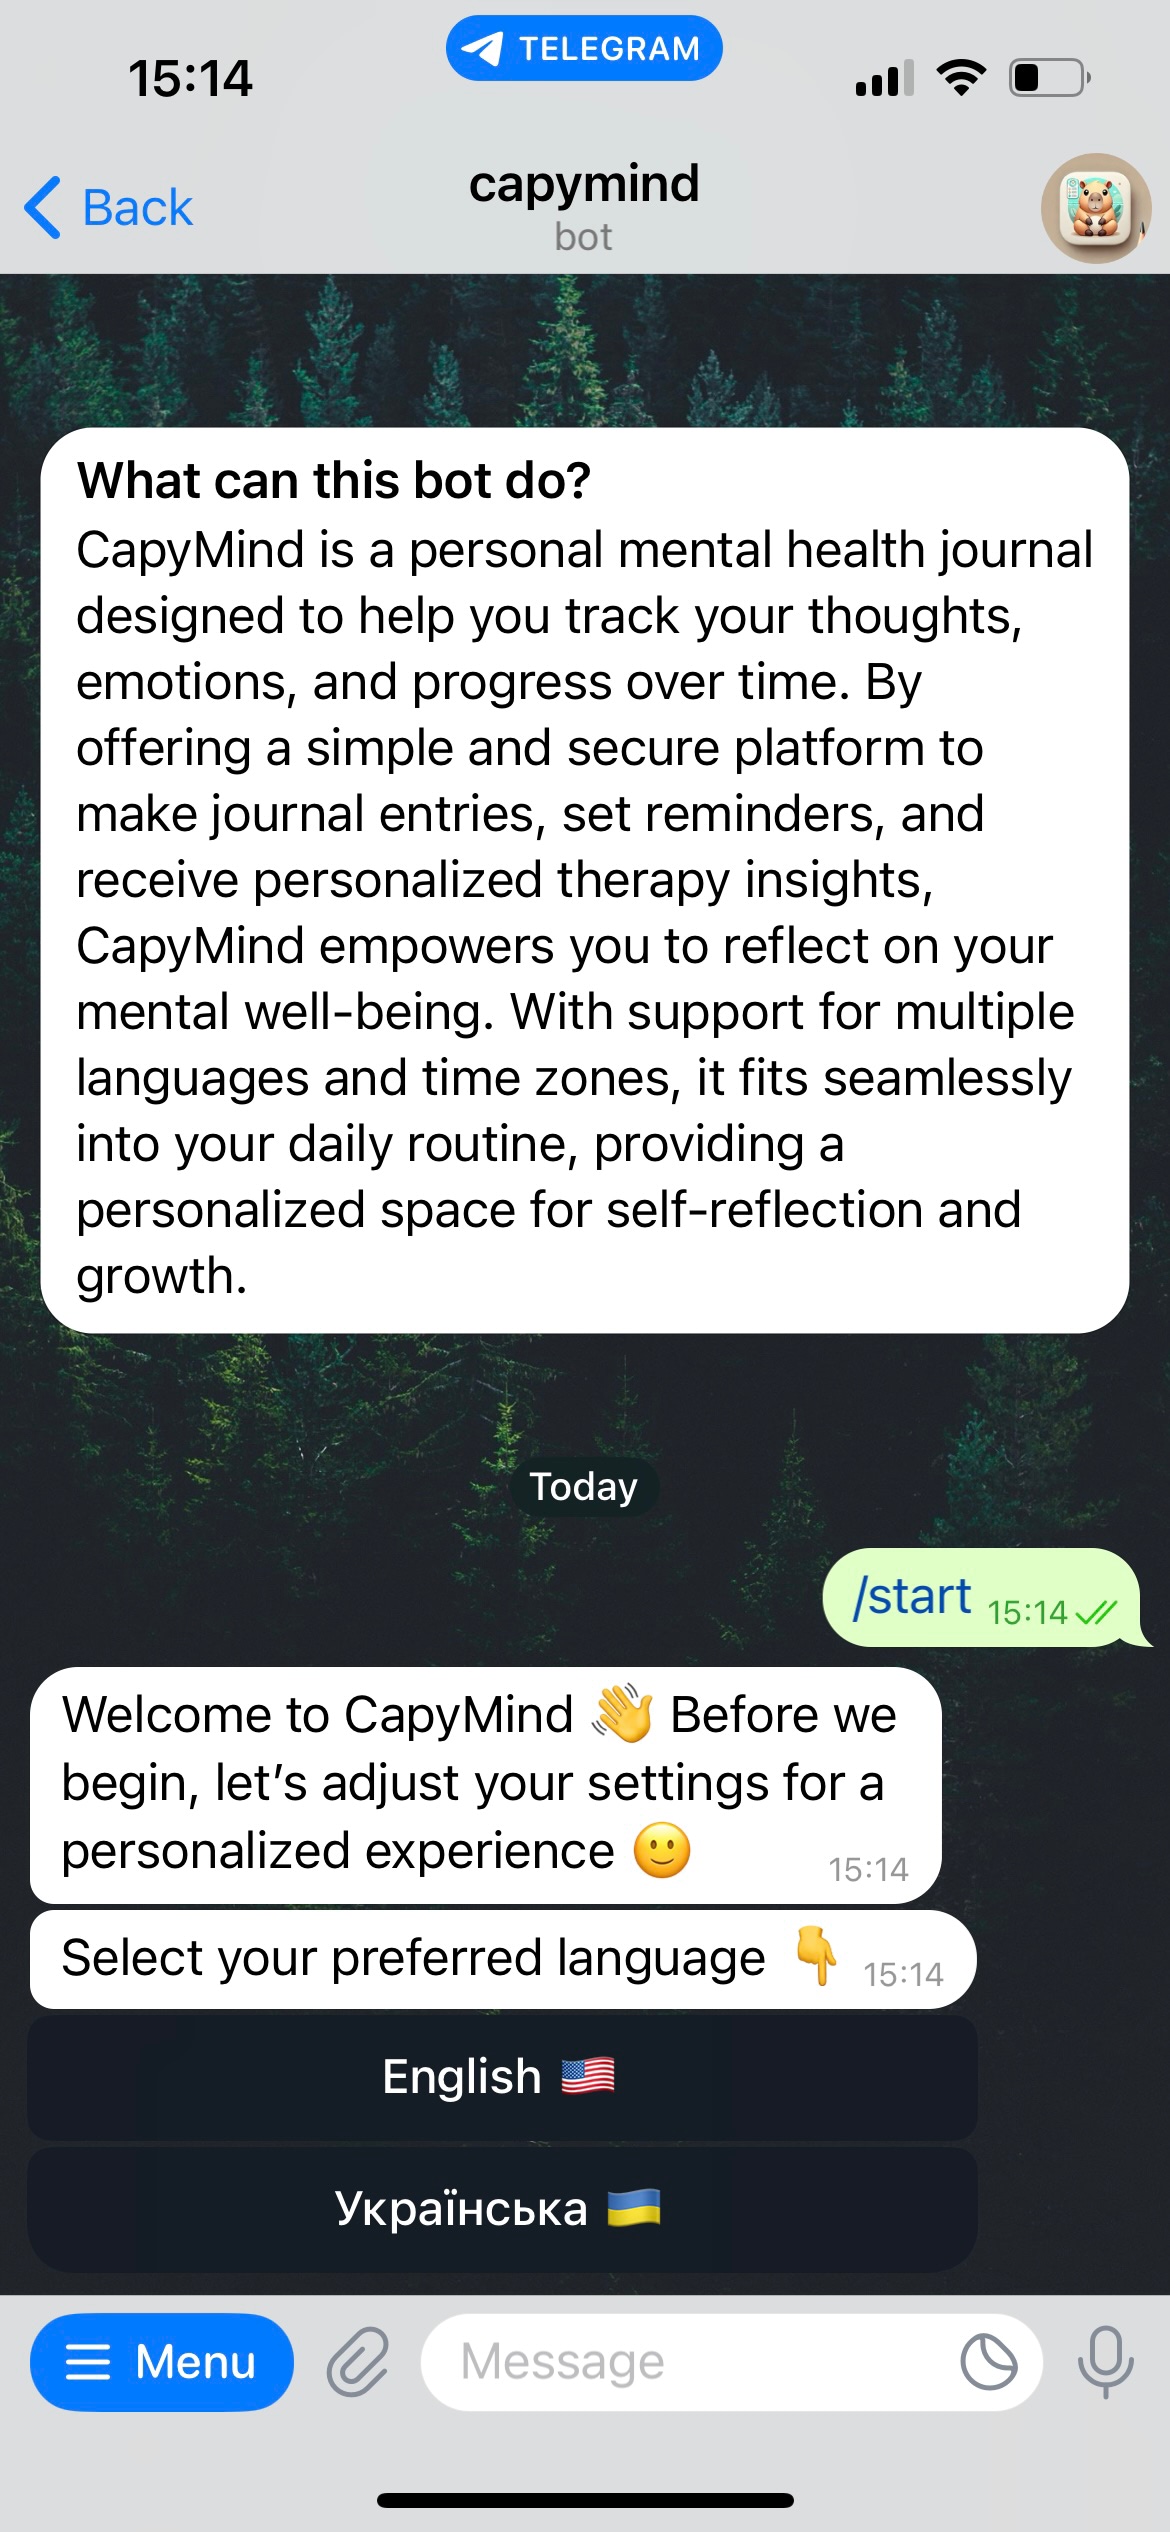 15:14
TELEGRAM
Back
capymind
bot
What can this bot do?
CapyMind is a personal mental health journal
designed to help you track your thoughts,
emotions, and progress over time. By
offering a simple and secure platform to
make journal entries, set reminders, and
receive personalized therapy insights,
CapyMind empowers you to reflect on your
mental well-being. With support for multiple
languages and time zones, it fits seamlessly
into your daily routine, providing a
personalized space for self-reflection and
growth.
Today
/start 15:14
Welcome to CapyMind 👋 Before we
begin, let’s adjust your settings for a
personalized experience 🙂 15:14
Select your preferred language 👇 15:14
English 🇺🇸
Українська 🇺🇦
Menu
Message